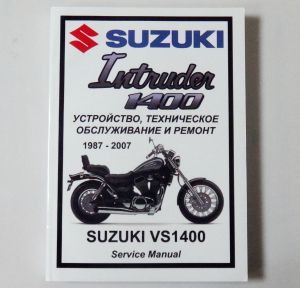 SUZUKI
Intruder
1400
УСТРОЙСТВО, ТЕХНИЧЕСКОЕ
ОБСЛУЖИВАНИЕ И РЕМОНТ
1987 - 2007
SUZUKI VS1400
Service Manual